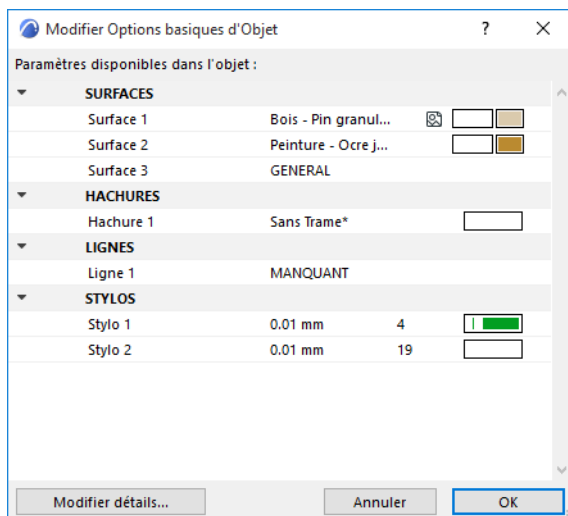 Modifier Options basiques d'Objet
Paramètres disponibles dans l'objet :
SURFACES
Surface 1 Bois - Pin granul...
Surface 2 Peinture - Ocre j...
Surface 3 GENERAL
HACHURES
Hachure 1 Sans Trame*
LIGNES
Ligne 1 MANQUANT
STYLOS
Stylo 1 0.01 mm 4
Stylo 2 0.01 mm 19
Modifier détails... Annuler OK